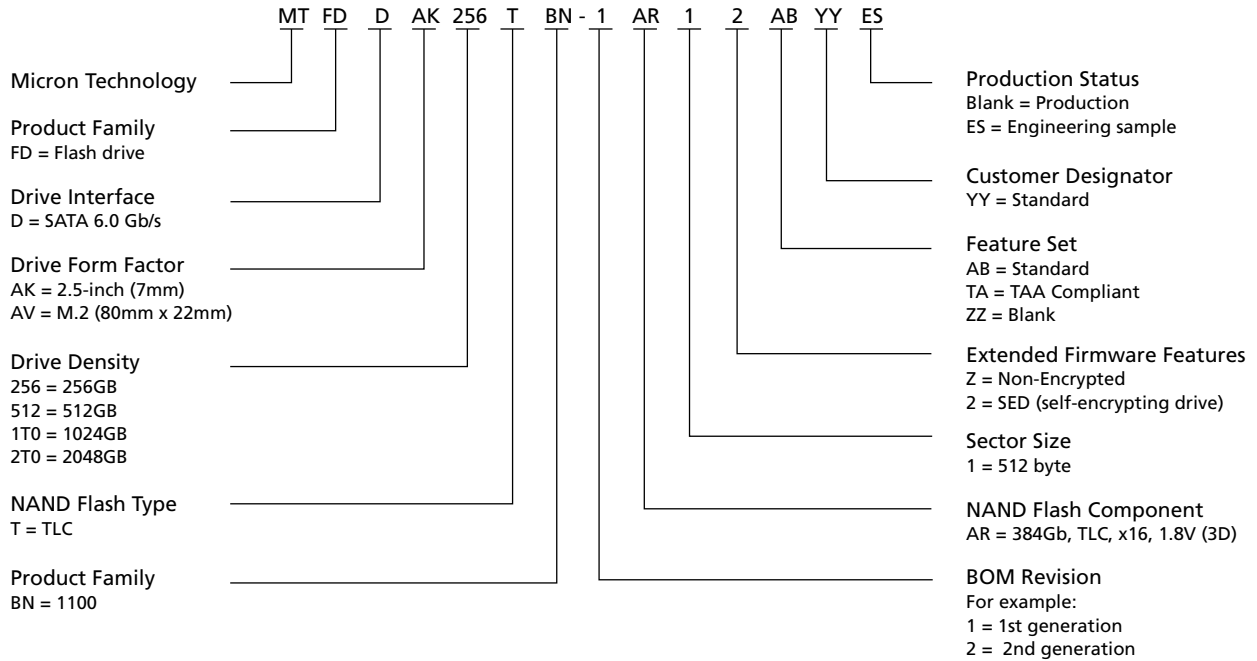 MT FD D AK 256 T BN - 1 AR 1 2 AB YY ES
Micron Technology
Product Family
FD = Flash drive
Drive Interface
D = SATA 6.0 Gb/s
Drive Form Factor
AK = 2.5-inch (7mm)
AV = M.2 (80mm x 22mm)
Drive Density
256 = 256GB
512 = 512GB
1T0 = 1024GB
2T0 = 2048GB
NAND Flash Type
T = TLC
Product Family
BN = 1100
Production Status
Blank = Production
ES = Engineering sample
Customer Designator
YY = Standard
Feature Set
AB = Standard
TA = TAA Compliant
ZZ = Blank
Extended Firmware Features
Z = Non-Encrypted
2 = SED (self-encrypting drive)
Sector Size
1 = 512 byte
NAND Flash Component
AR = 384Gb, TLC, x16, 1.8V (3D)
BOM Revision
For example:
1 = 1st generation
2 = 2nd generation